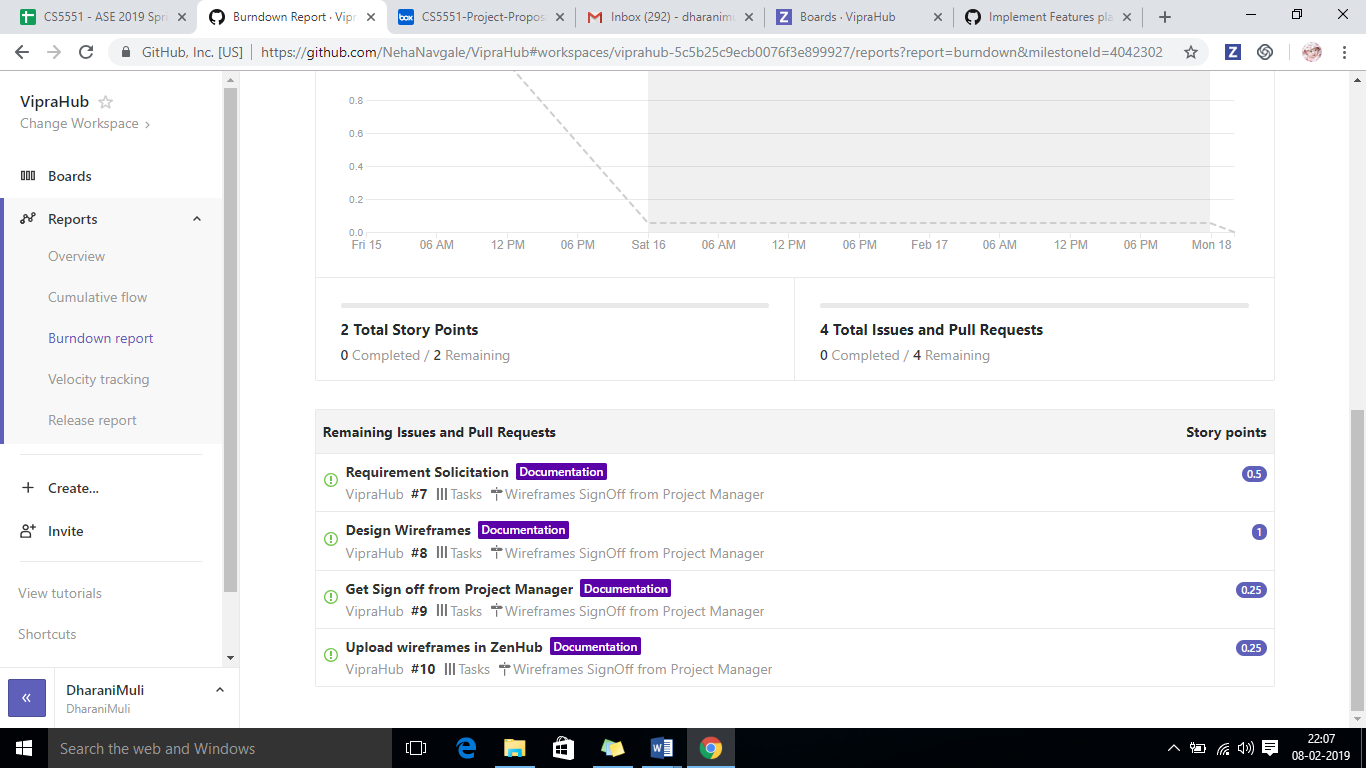 CS5551 - ASE 2019 Spri
Burndown Report · Vipr
box
CS5551-Project-Propos
Inbox (292) - dharanimu
Boards · VipraHub
Implement Features pla
GitHub, Inc. [US]
https://github.com/NehaNavgale/VipraHub#workspaces/viprahub-5c5b25c9ecb0076f3e899927/reports?report=burndown&milestoneId=4042302
VipraHub
Change Workspace
Boards
Reports
Overview
Cumulative flow
Burndown report
Velocity tracking
Release report
Create...
Invite
View tutorials
Shortcuts
DharaniMuli
DharaniMuli
0.8
0.6
0.4
0.2
0.0
Fri 15 06 AM 12 PM 06 PM Sat 16 06 AM 12 PM 06 PM Feb 17 06 AM 12 PM 06 PM Mon 18
2 Total Story Points
0 Completed / 2 Remaining
4 Total Issues and Pull Requests
0 Completed / 4 Remaining
Remaining Issues and Pull Requests Story points
Requirement Solicitation Documentation 0.5
VipraHub #7 Tasks Wireframes SignOff from Project Manager
Design Wireframes Documentation 1
VipraHub #8 Tasks Wireframes SignOff from Project Manager
Get Sign off from Project Manager Documentation 0.25
VipraHub #9 Tasks Wireframes SignOff from Project Manager
Upload wireframes in ZenHub Documentation 0.25
VipraHub #10 Tasks Wireframes SignOff from Project Manager
Search the web and Windows
22:07
08-02-2019